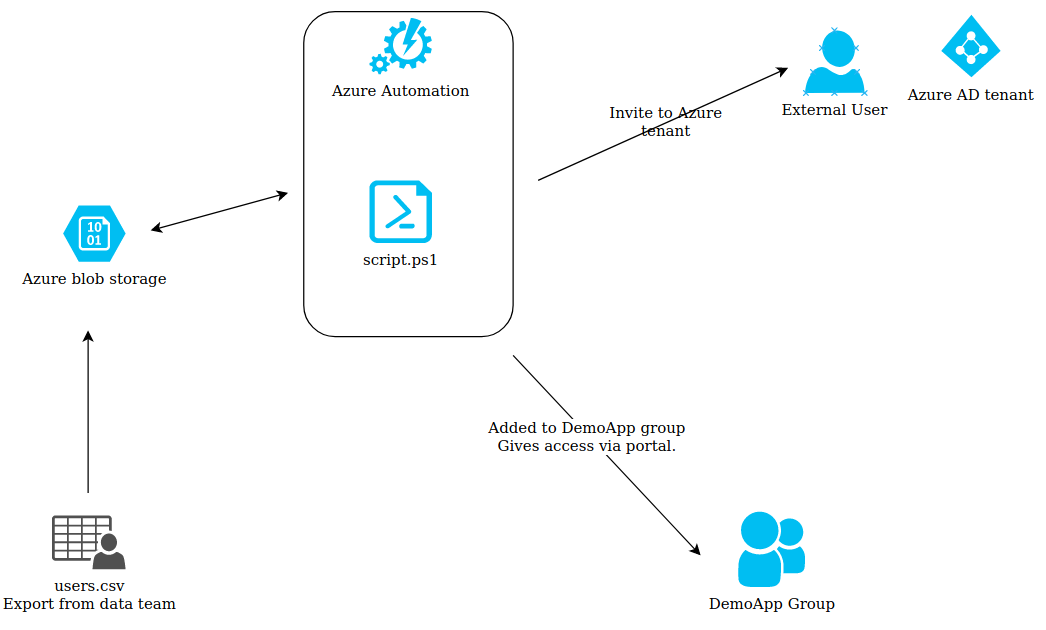 Azure Automation
External User
Azure AD tenant
Invite to Azure
tenant
script.ps1
10
01
Azure blob storage
Added to DemoApp group
Gives access via portal.
users.csv
Export from data team
DemoApp Group